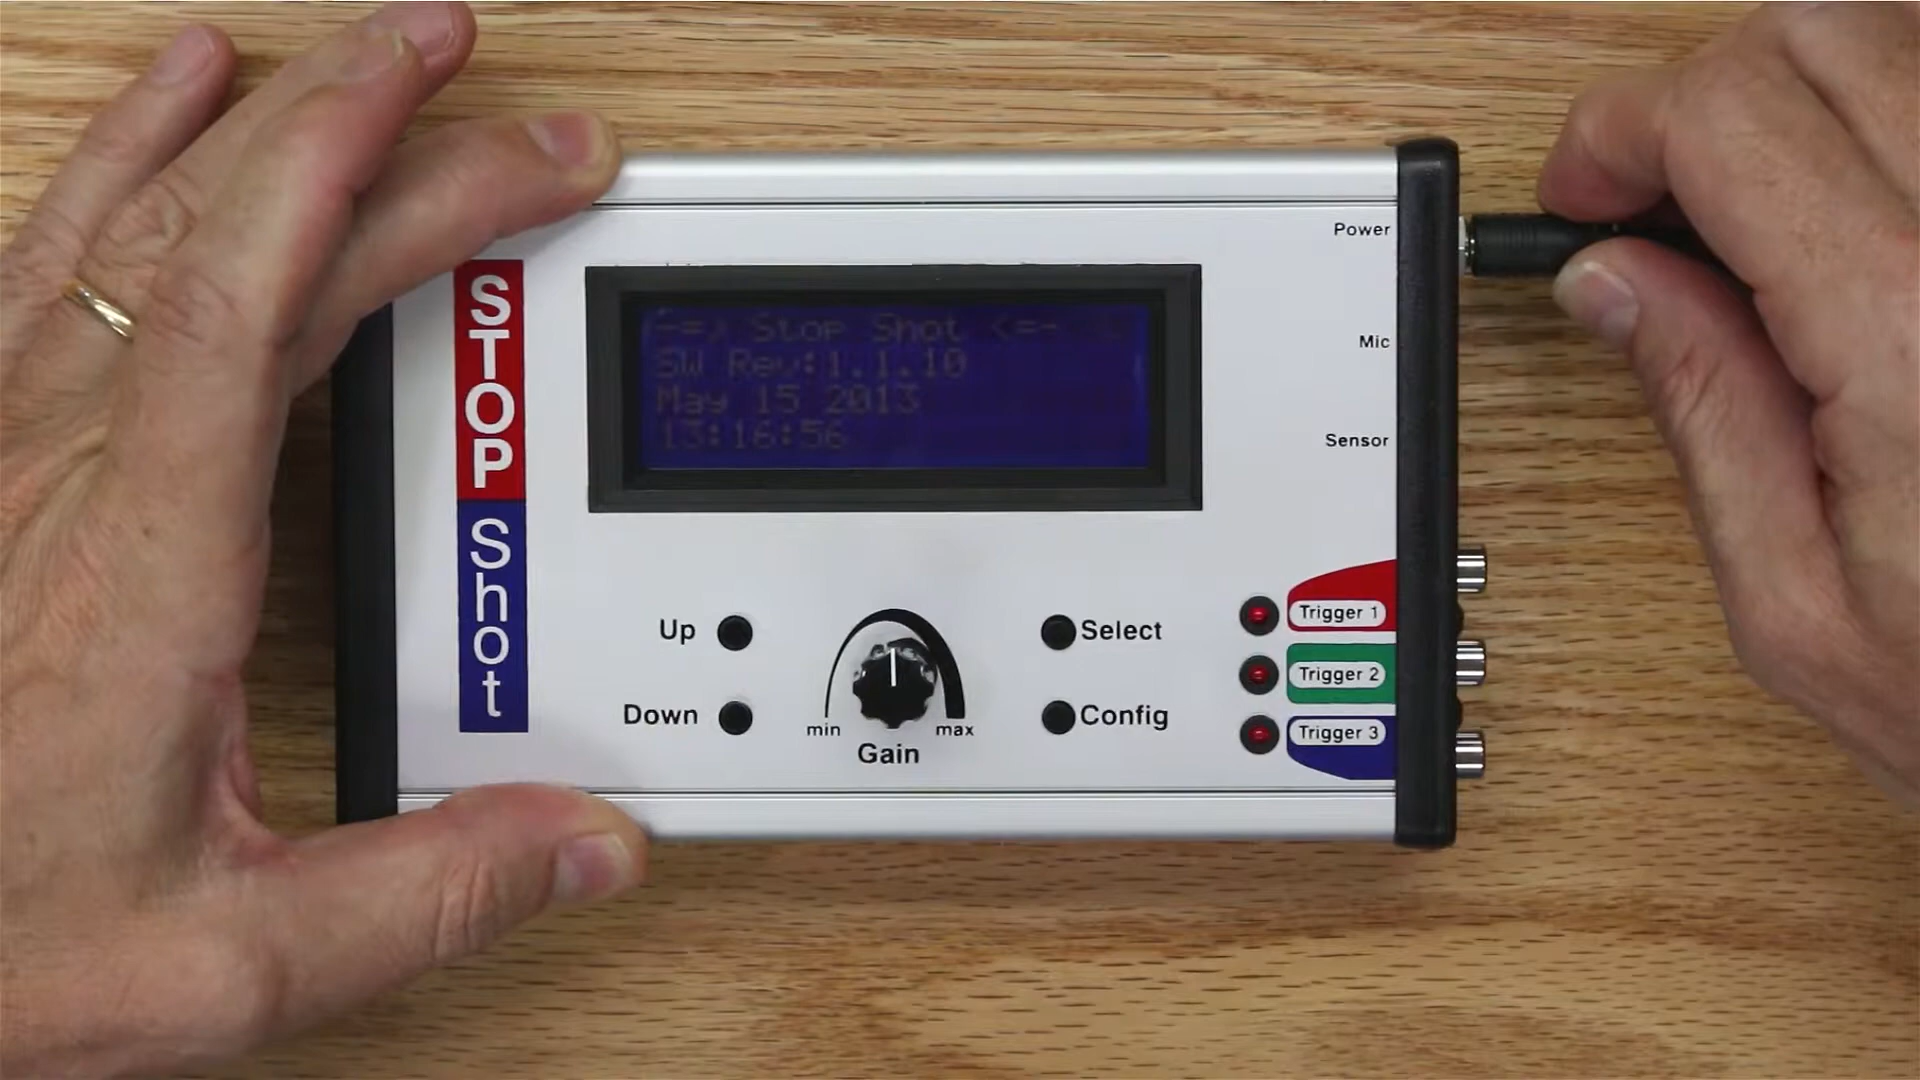 STOP Shot
-=> Stop Shot <=-
SW Rev:1.1.10
May 15 2013
13:16:56
Power
Mic
Sensor
Up
Down
min
max
Gain
Select
Config
Trigger 1
Trigger 2
Trigger 3